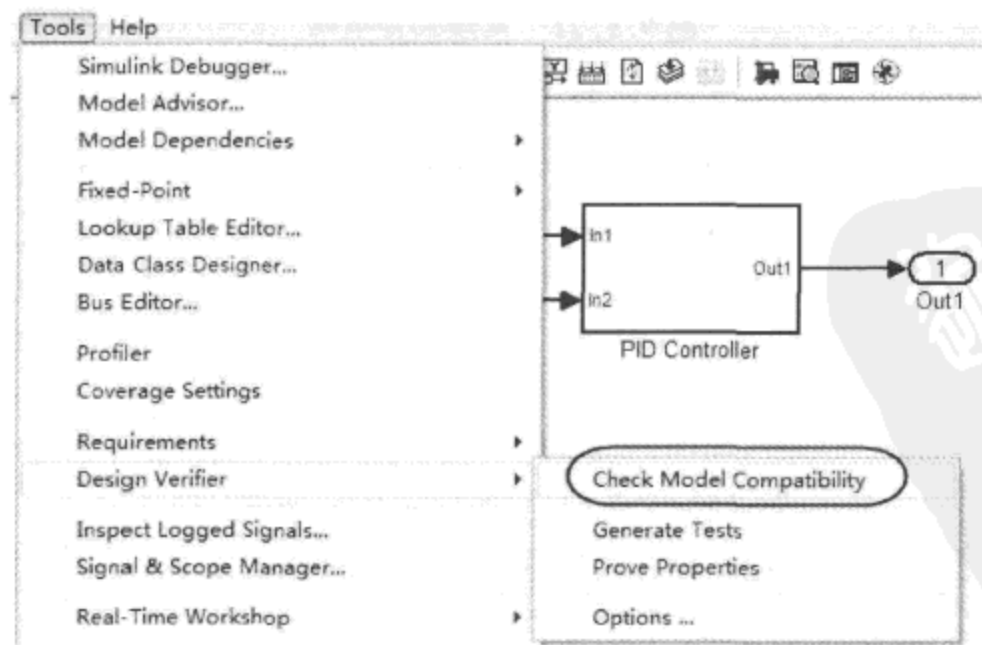 Tools Help
Simulink Debugger...
Model Advisor...
Model Dependencies
Fixed-Point
Lookup Table Editor...
Data Class Designer...
Bus Editor...
Profiler
Coverage Settings
Requirements
Design Verifier
Inspect Logged Signals...
Signal & Scope Manager...
Real-Time Workshop
In1
In2
Out1
PID Controller
1
Out1
Check Model Compatibility
Generate Tests
Prove Properties
Options ...